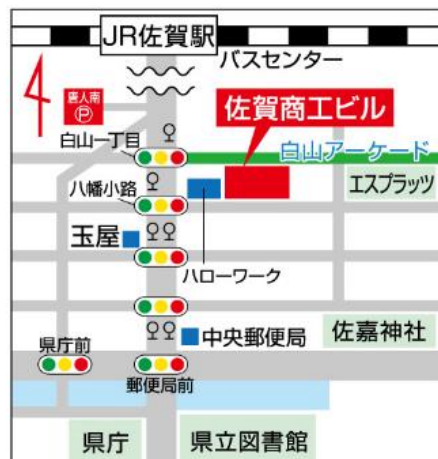 JR佐賀駅
バスセンター
唐人南
P
佐賀商工ビル
白山一丁目
白山アーケード
エスプラッツ
八幡小路
玉屋
ハローワーク
中央郵便局
佐嘉神社
県庁前
郵便局前
県庁
県立図書館